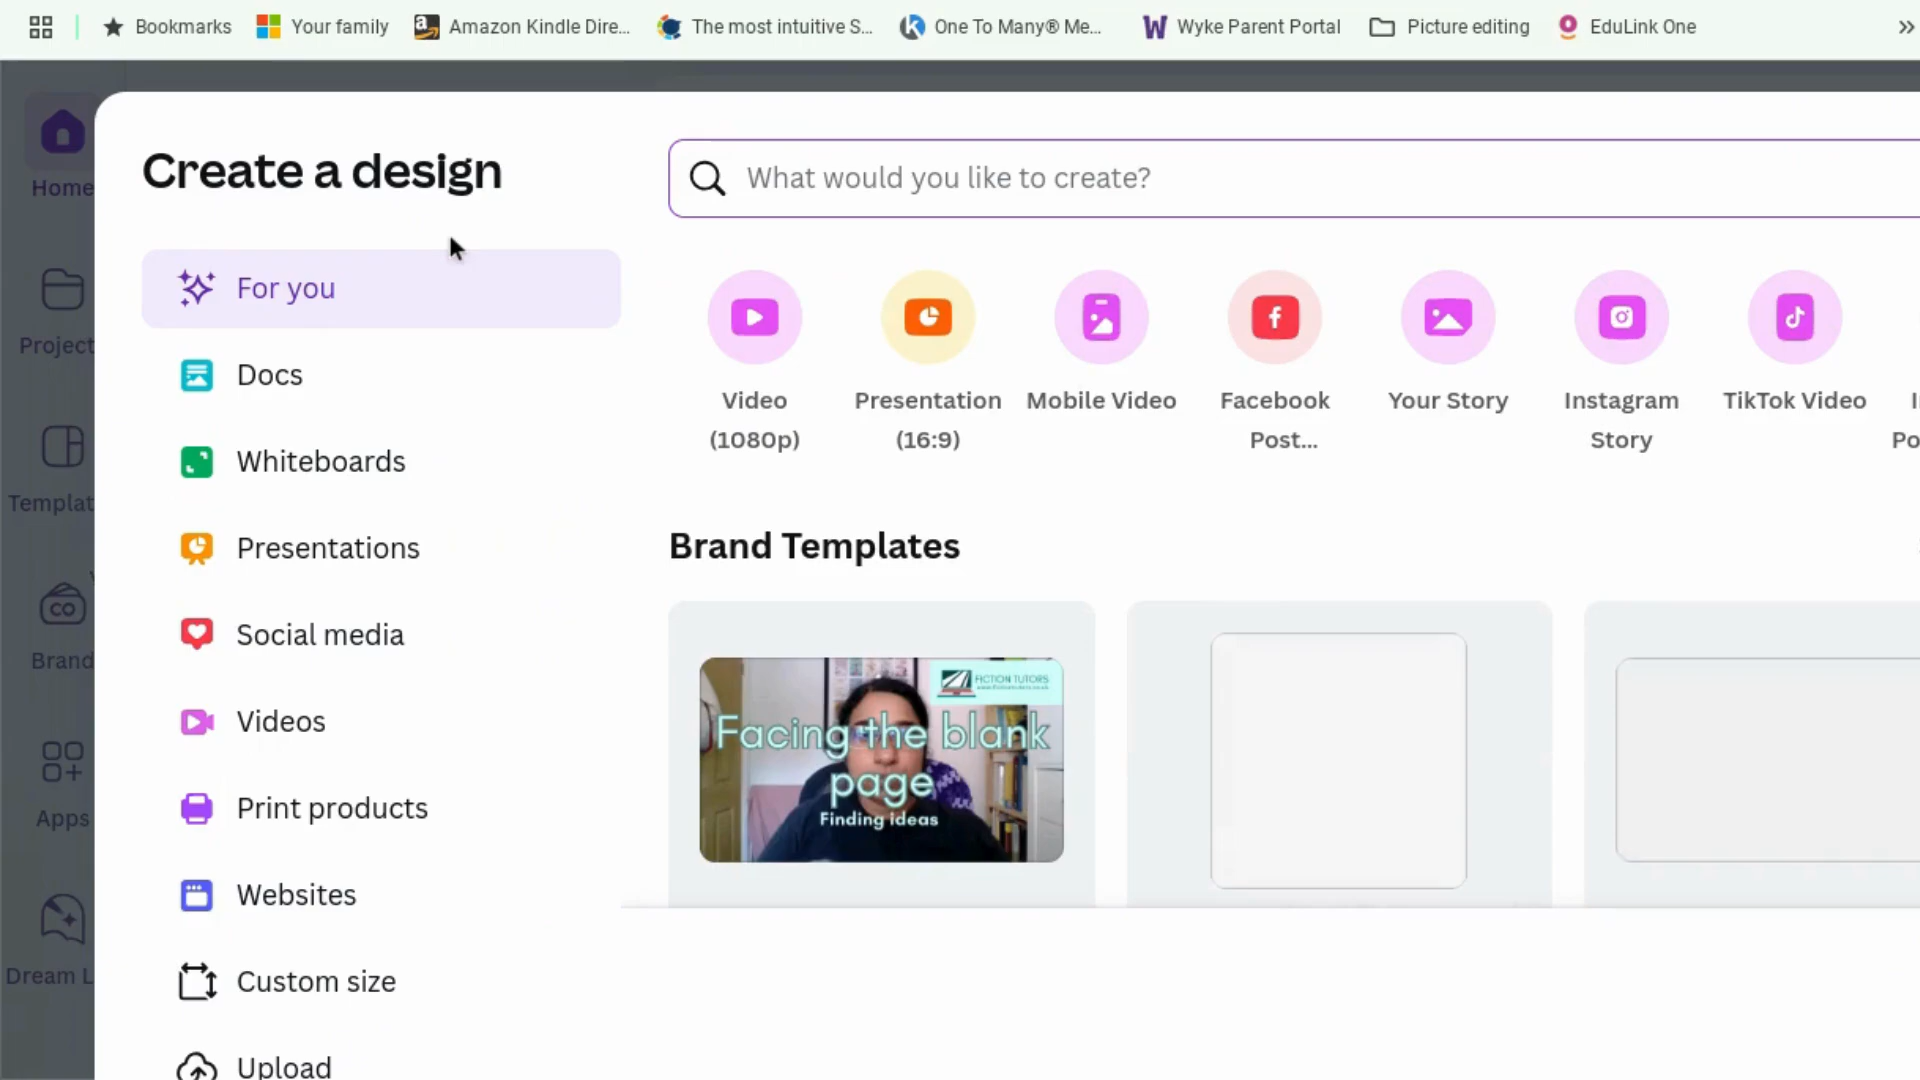 Bookmarks
Your family
Amazon Kindle Dire...
The most intuitive S...
One To Many® Me...
Wyke Parent Portal
Picture editing
EduLink One
Home
Project
Templat
Brand
CO
Apps
Dream L
Create a design
For you
Docs
Whiteboards
Presentations
Social media
Videos
Print products
Websites
Custom size
Upload
What would you like to create?
Video
(1080p)
Presentation
(16:9)
Mobile Video
Facebook
Post...
Your Story
Instagram
Story
TikTok Video
Po
Brand Templates
FICTION TUTORS
Facing the blank
page
Finding ideas